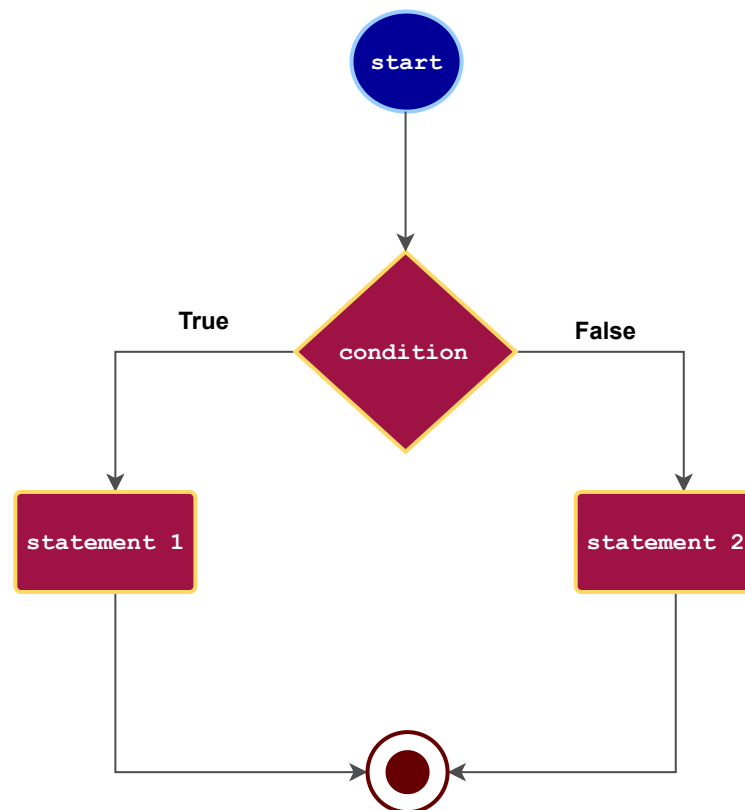 start
True
False
condition
statement 1
statement 2